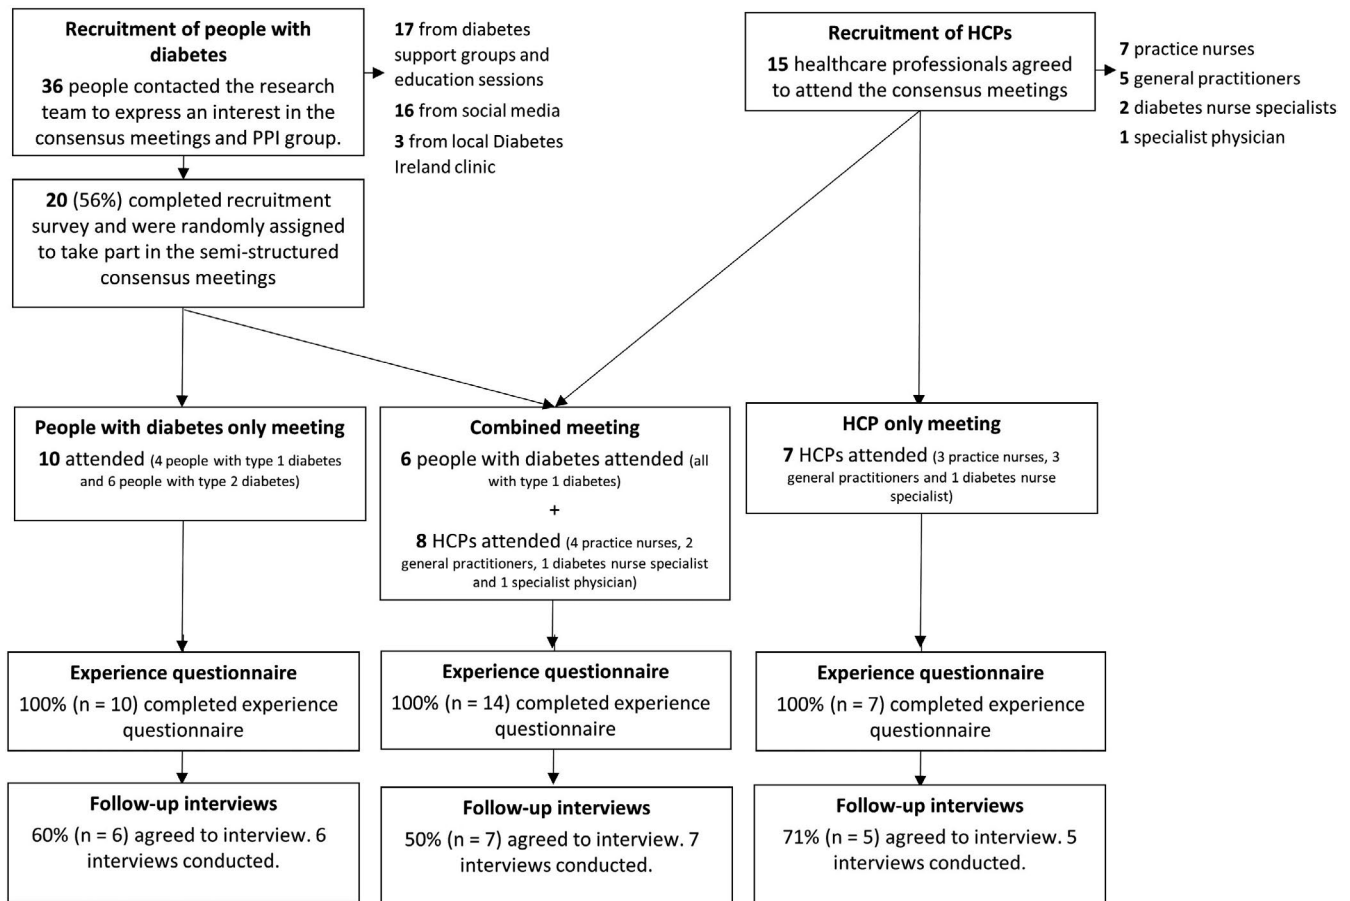 Recruitment of people with
diabetes
36 people contacted the research
team to express an interest in the
consensus meetings and PPI group.
17 from diabetes
support groups and
education sessions
16 from social media
3 from local Diabetes
Ireland clinic
Recruitment of HCPs
15 healthcare professionals agreed
to attend the consensus meetings
7 practice nurses
5 general practitioners
2 diabetes nurse specialists
1 specialist physician
20 (56%) completed recruitment
survey and were randomly assigned
to take part in the semi-structured
consensus meetings
People with diabetes only meeting
10 attended (4 people with type 1 diabetes
and 6 people with type 2 diabetes)
Combined meeting
6 people with diabetes attended (all
with type 1 diabetes)
+
8 HCPs attended (4 practice nurses, 2
general practitioners, 1 diabetes nurse specialist
and 1 specialist physician)
HCP only meeting
7 HCPs attended (3 practice nurses, 3
general practitioners and 1 diabetes nurse
specialist)
Experience questionnaire
100% (n = 10) completed experience
questionnaire
Experience questionnaire
100% (n = 14) completed experience
questionnaire
Experience questionnaire
100% (n = 7) completed experience
questionnaire
Follow-up interviews
60% (n = 6) agreed to interview. 6
interviews conducted.
Follow-up interviews
50% (n = 7) agreed to interview. 7
interviews conducted.
Follow-up interviews
71% (n = 5) agreed to interview. 5
interviews conducted.